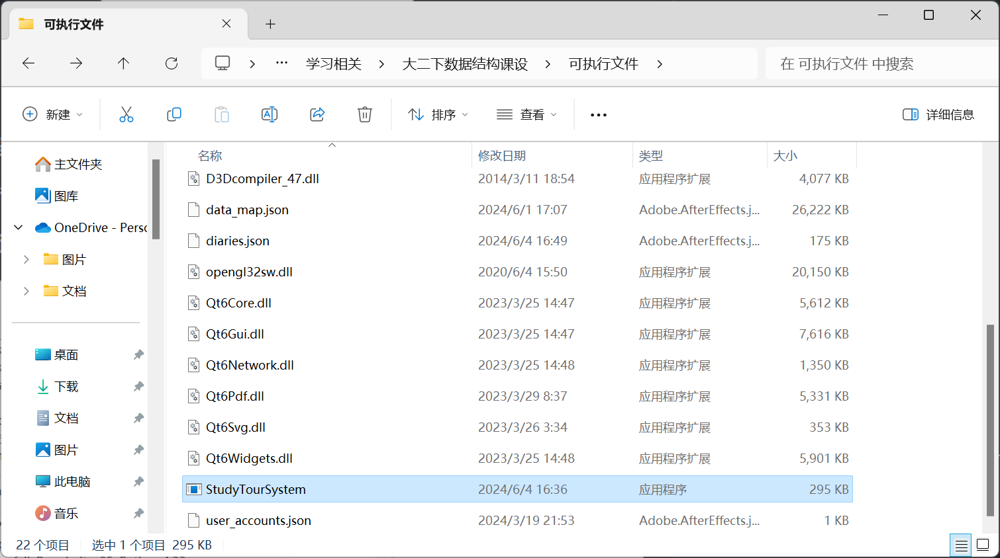 可执行文件
学习相关 大二下数据结构课设 可执行文件 在 可执行文件 中搜索
新建 排序 查看 详细信息
名称 修改日期 类型 大小
主文件夹
图库
OneDrive - Perso
图片
文档
桌面
下载
文档
图片
此电脑
音乐
D3Dcompiler_47.dll 2014/3/11 18:54 应用程序扩展 4,077 KB
data_map.json 2024/6/1 17:07 Adobe.AfterEffects.j... 26,222 KB
diaries.json 2024/6/4 16:49 Adobe.AfterEffects.j... 175 KB
opengl32sw.dll 2020/6/4 15:50 应用程序扩展 20,150 KB
Qt6Core.dll 2023/3/25 14:47 应用程序扩展 5,612 KB
Qt6Gui.dll 2023/3/25 14:47 应用程序扩展 7,616 KB
Qt6Network.dll 2023/3/25 14:48 应用程序扩展 1,350 KB
Qt6Pdf.dll 2023/3/29 8:37 应用程序扩展 5,331 KB
Qt6Svg.dll 2023/3/26 3:34 应用程序扩展 353 KB
Qt6Widgets.dll 2023/3/25 14:48 应用程序扩展 5,901 KB
StudyTourSystem 2024/6/4 16:36 应用程序 295 KB
user_accounts.json 2024/3/19 21:53 Adobe.AfterEffects.j... 1 KB
22 个项目 选中 1 个项目 295 KB